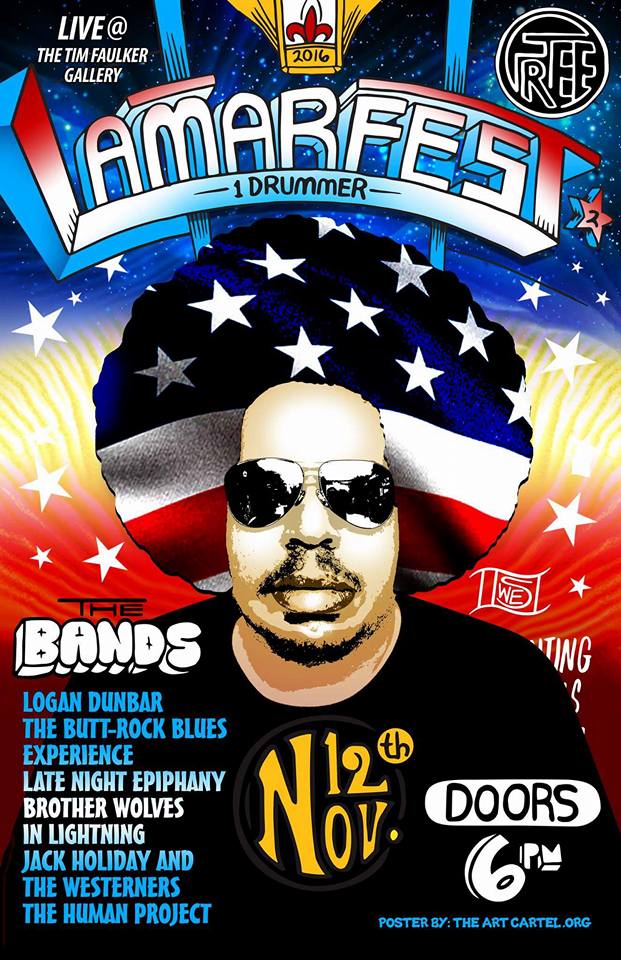 LIVE @
THE TIM FAULKER
GALLERY
2016
FREE
LAMARFEST
1 DRUMMER
2
WE
THE
BANDS
LOGAN DUNBAR
THE BUTT-ROCK BLUES
EXPERIENCE
LATE NIGHT EPIPHANY
BROTHER WOLVES
IN LIGHTNING
JACK HOLIDAY AND
THE WESTERNERS
THE HUMAN PROJECT
12th
NOV.
DOORS
6PM
POSTER BY: THE ART CARTEL.ORG